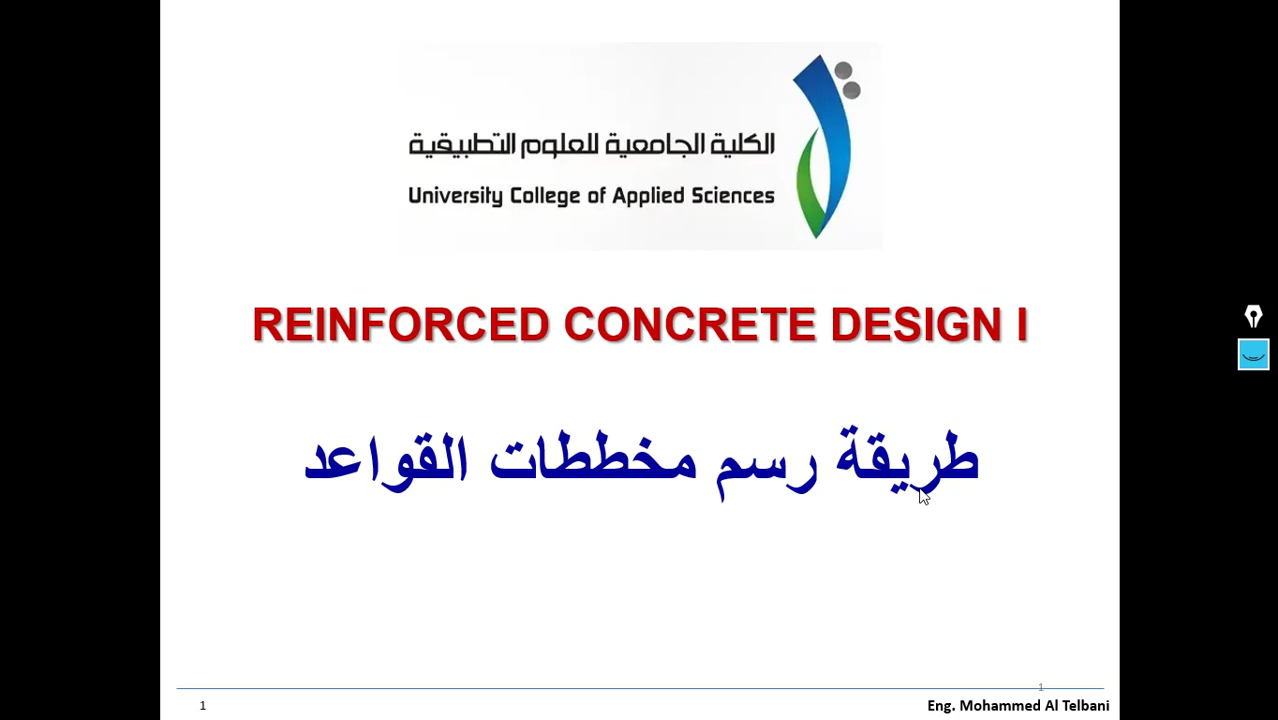 الكلية الجامعية للعلوم التطبيقية
University College of Applied Sciences
REINFORCED CONCRETE DESIGN I
طريقة رسم مخططات القواعد
1
1
Eng. Mohammed Al Telbani